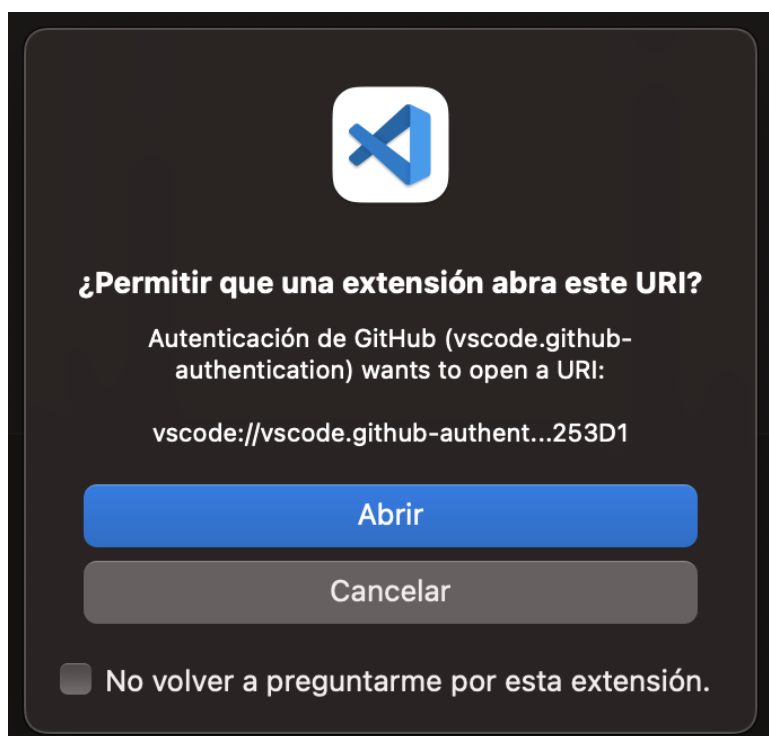 ¿Permitir que una extensión abra este URI?
Autenticación de GitHub (vscode.github-
authentication) wants to open a URI:
vscode://vscode.github-authent...253D1
Abrir
Cancelar
No volver a preguntarme por esta extensión.